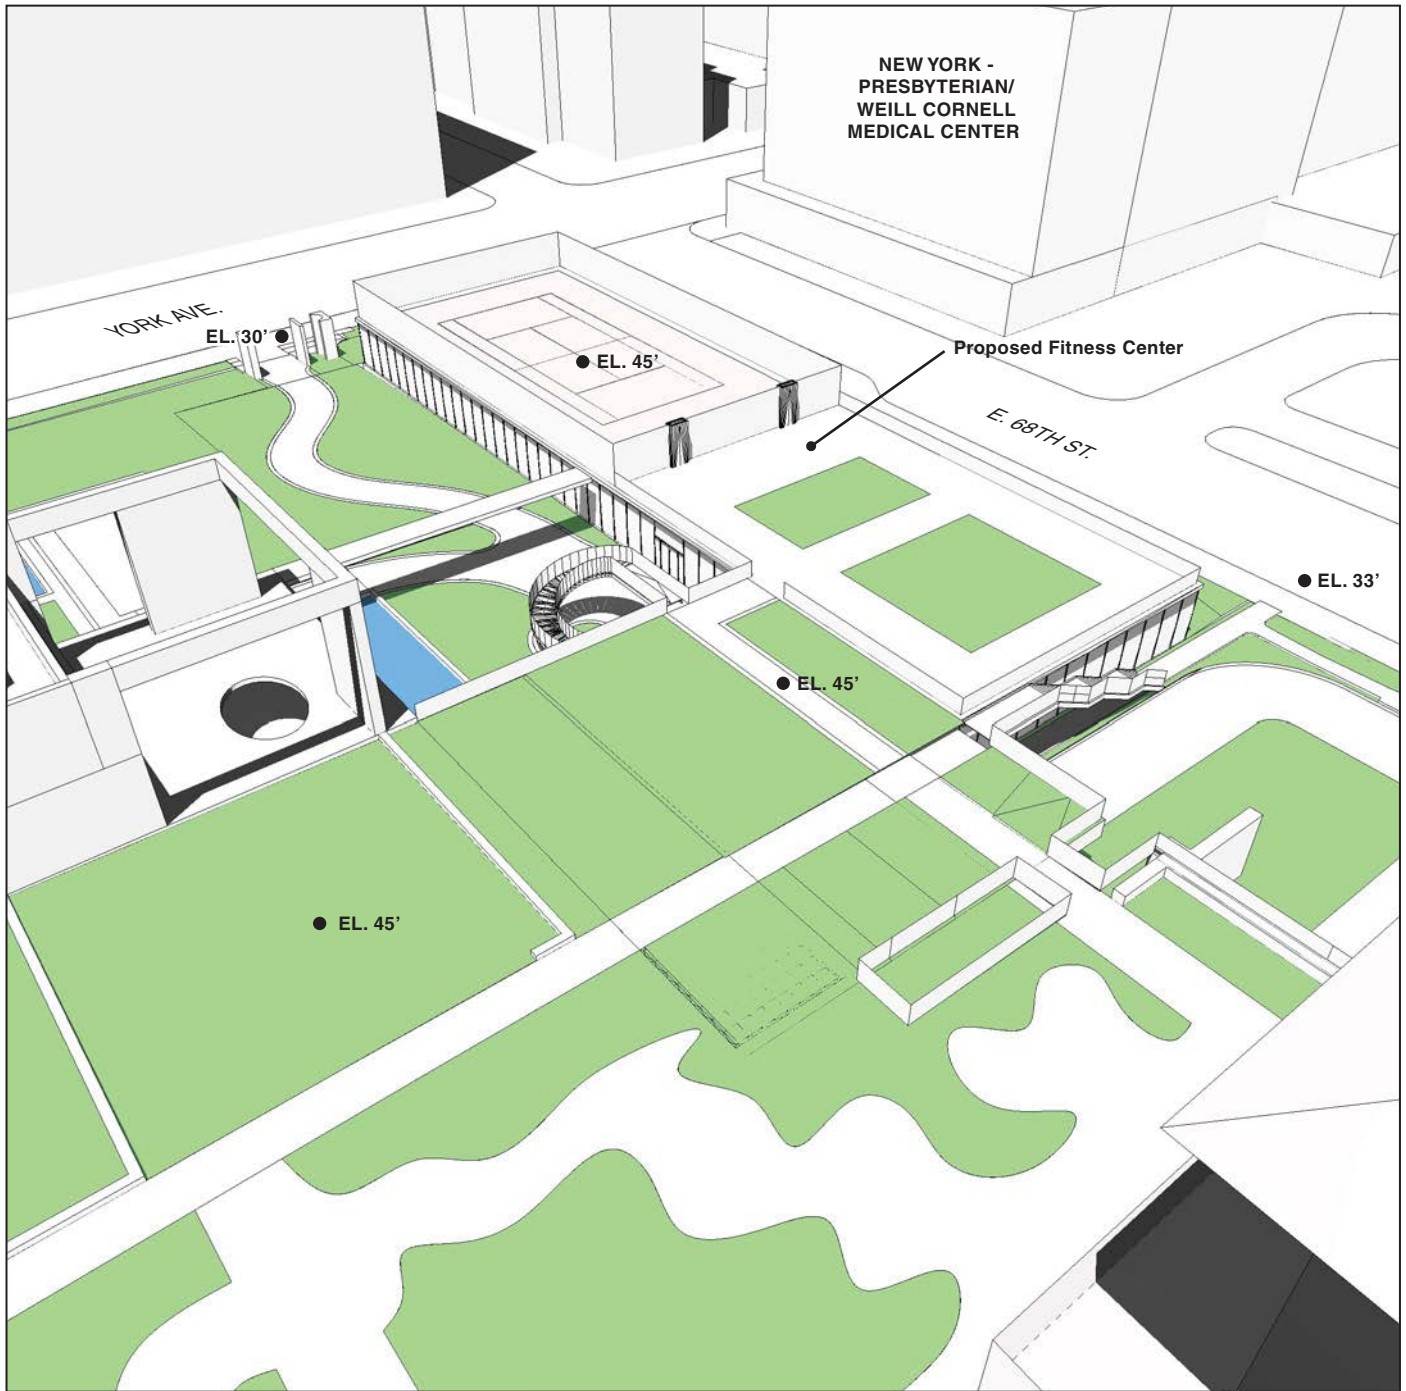 NEW YORK -
PRESBYTERIAN/
WEILL CORNELL
MEDICAL CENTER
YORK AVE.
EL. 30’
EL. 45’
Proposed Fitness Center
E. 68TH ST.
EL. 33’
EL. 45’
EL. 45’